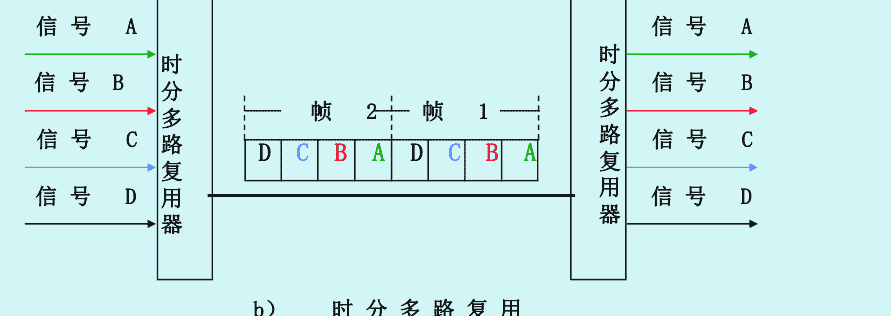 信号 A
信号 B
信号 C
信号 D
时分多路复用器
帧 2
帧 1
D C B A D C B A
时分多路复用器
信号 A
信号 B
信号 C
信号 D
b) 时分多路复用